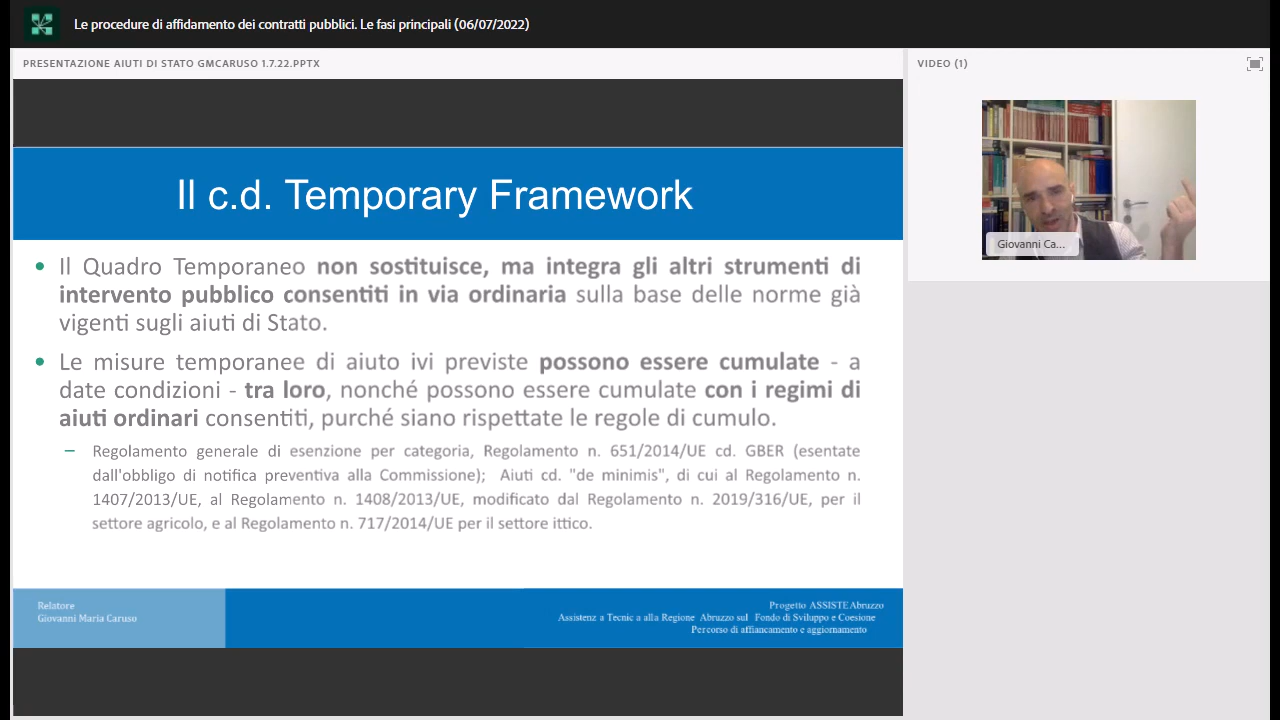 Le procedure di affidamento dei contratti pubblici. Le fasi principali (06/07/2022)
PRESENTAZIONE AIUTI DI STATO GMCARUSO 1.7.22.PPTX
VIDEO (1)
Il c.d. Temporary Framework
• Il Quadro Temporaneo non sostituisce, ma integra gli altri strumenti di
intervento pubblico consentiti in via ordinaria sulla base delle norme già
vigenti sugli aiuti di Stato.
• Le misure temporanee di aiuto ivi previste possono essere cumulate - a
date condizioni - tra loro, nonché possono essere cumulate con i regimi di
aiuti ordinari consentiti, purché siano rispettate le regole di cumulo.
– Regolamento generale di esenzione per categoria, Regolamento n. 651/2014/UE cd. GBER (esentate
dall'obbligo di notifica preventiva alla Commissione); Aiuti cd. "de minimis", di cui al Regolamento n.
1407/2013/UE, al Regolamento n. 1408/2013/UE, modificato dal Regolamento n. 2019/316/UE, per il
settore agricolo, e al Regolamento n. 717/2014/UE per il settore ittico.
Relatore
Giovanni Maria Caruso
Progetto ASSISTEAbruzzo
Assistenz a Tecnic a alla Regione Abruzzo sul Fondo di Sviluppo e Coesione
Percorso di affiancamento e aggiornamento
Giovanni Ca...